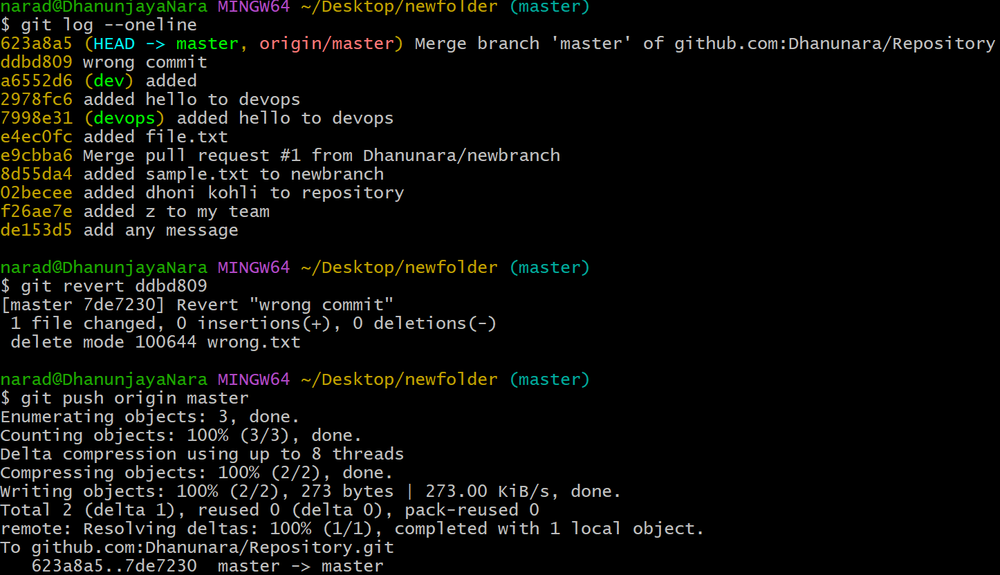 narad@DhanunjayaNara MINGW64 ~/Desktop/newfolder (master)
$ git log --oneline
623a8a5 (HEAD -> master, origin/master) Merge branch 'master' of github.com:Dhanunara/Repository
ddbd809 wrong commit
a6552d6 (dev) added
2978fc6 added hello to devops
7998e31 (devops) added hello to devops
e4ec0fc added file.txt
e9cbba6 Merge pull request #1 from Dhanunara/newbranch
8d55da4 added sample.txt to newbranch
02becee added dhoni kohli to repository
f26ae7e added z to my team
de153d5 add any message
narad@DhanunjayaNara MINGW64 ~/Desktop/newfolder (master)
$ git revert ddbd809
[master 7de7230] Revert "wrong commit"
 1 file changed, 0 insertions(+), 0 deletions(-)
 delete mode 100644 wrong.txt
narad@DhanunjayaNara MINGW64 ~/Desktop/newfolder (master)
$ git push origin master
Enumerating objects: 3, done.
Counting objects: 100% (3/3), done.
Delta compression using up to 8 threads
Compressing objects: 100% (2/2), done.
Writing objects: 100% (2/2), 273 bytes | 273.00 KiB/s, done.
Total 2 (delta 1), reused 0 (delta 0), pack-reused 0
remote: Resolving deltas: 100% (1/1), completed with 1 local object.
To github.com:Dhanunara/Repository.git
   623a8a5..7de7230  master -> master